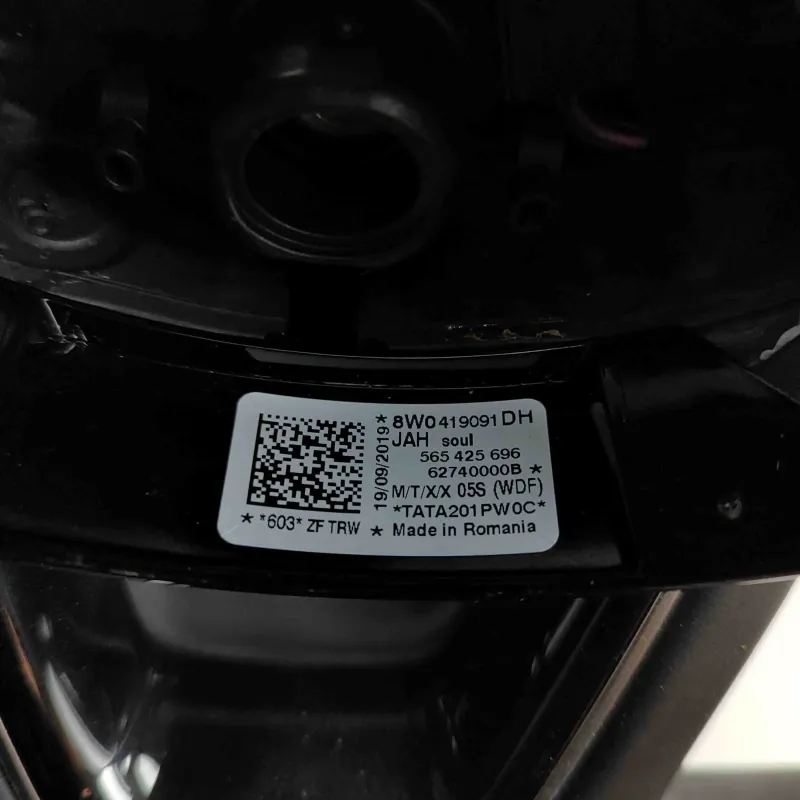 *8W0419091DH
JAH soul
565 425 696
62740000B *
M/T/X/X 05S (WDF)
*TATA201PW0C*
* Made in Romania
19/09/2019
* *603* ZF TRW